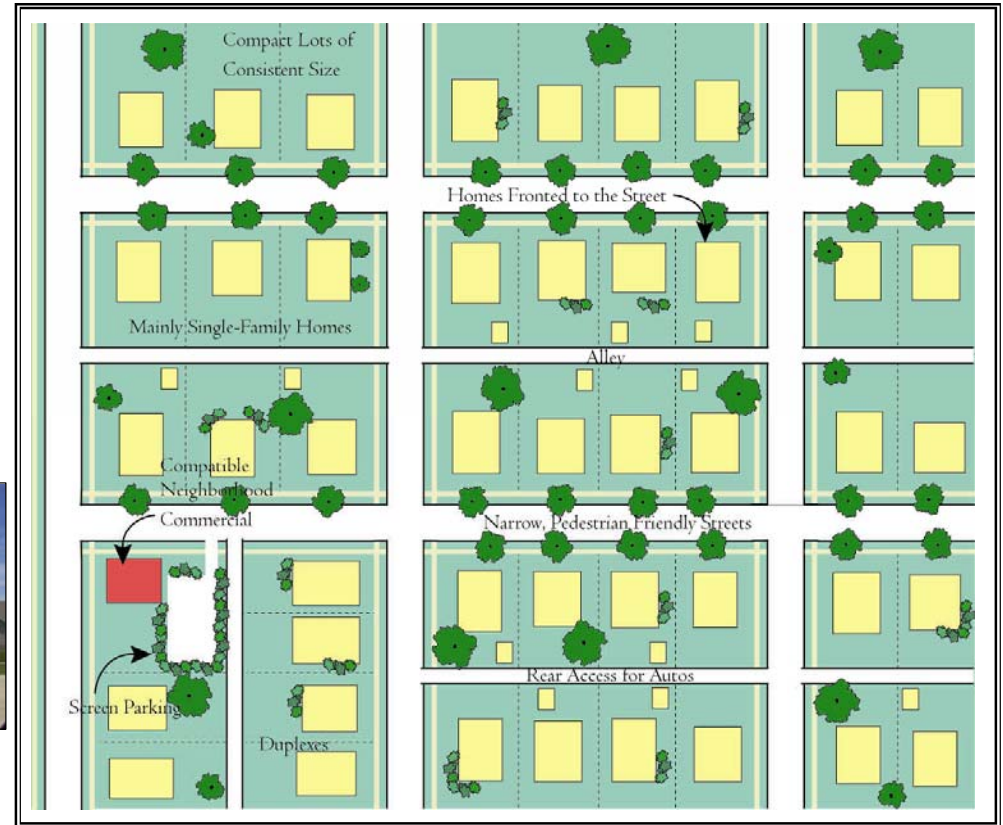 Compact Lots of
Consistent Size
Homes Fronted to the Street
Mainly Single-Family Homes
Alley
Compatible
Neighborhood
Commercial
Narrow, Pedestrian Friendly Streets
Rear Access for Autos
Screen Parking
Duplexes